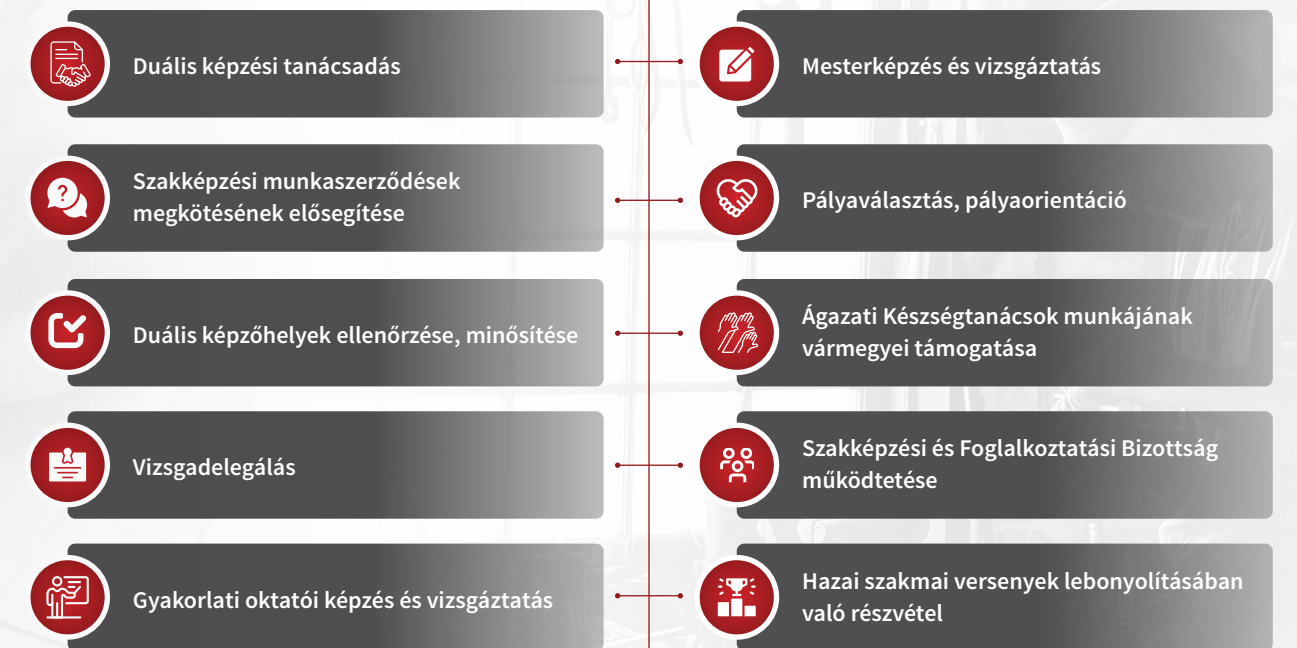 Duális képzési tanácsadás
Szakképzési munkaszerződések
megkötésének elősegítése
Duális képzőhelyek ellenőrzése, minősítése
Vizsgadelegálás
Gyakorlati oktatói képzés és vizsgáztatás
Mesterképzés és vizsgáztatás
Pályaválasztás, pályaorientáció
Ágazati Készségtanácsok munkájának
vármegyei támogatása
Szakképzési és Foglalkoztatási Bizottság
működtetése
Hazai szakmai versenyek lebonyolításában
való részvétel